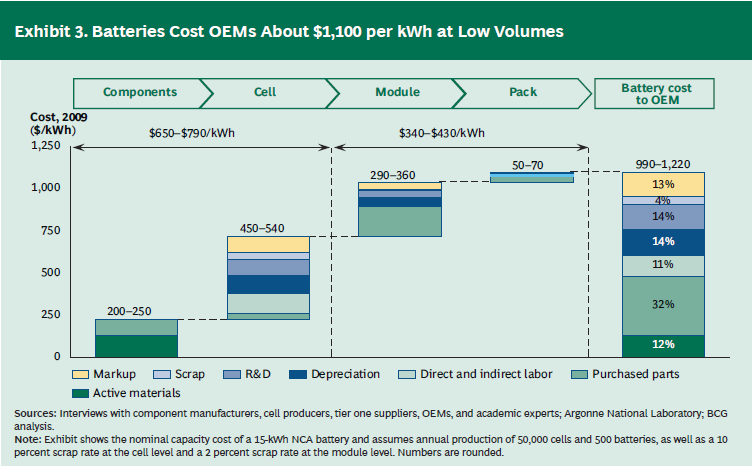 Exhibit 3. Batteries Cost OEMs About $1,100 per kWh at Low Volumes
Components Cell Module Pack Battery cost
to OEM
Cost, 2009
($/kWh)
$650–$790/kWh $340–$430/kWh
1,250
1,000
750
500
250
0
200–250
450–540
290–360
50–70
990–1,220
13%
4%
14%
14%
11%
32%
12%
Markup Scrap R&D Depreciation Direct and indirect labor Purchased parts
Active materials
Sources: Interviews with component manufacturers, cell producers, tier one suppliers, OEMs, and academic experts; Argonne National Laboratory; BCG
analysis.
Note: Exhibit shows the nominal capacity cost of a 15-kWh NCA battery and assumes annual production of 50,000 cells and 500 batteries, as well as a 10
percent scrap rate at the cell level and a 2 percent scrap rate at the module level. Numbers are rounded.